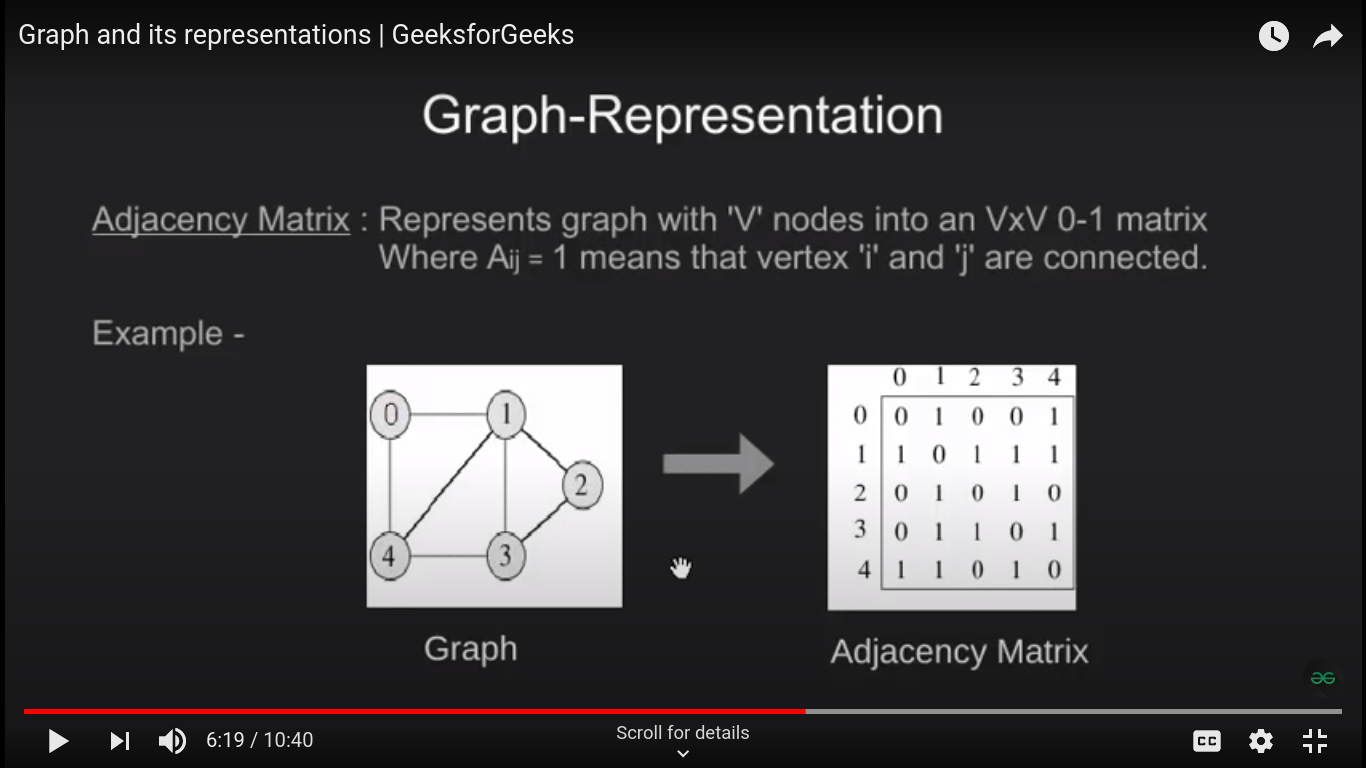 Graph and its representations | GeeksforGeeks
Graph-Representation
Adjacency Matrix : Represents graph with 'V' nodes into an VxV 0-1 matrix
Where Aij = 1 means that vertex 'i' and 'j' are connected.
Example -
0 1
2
4 3
0 1 2 3 4
0 0 1 0 0 1
1 1 0 1 1 1
2 0 1 0 1 0
3 0 1 1 0 1
4 1 1 0 1 0
Graph
Adjacency Matrix
6:19 / 10:40
Scroll for details
CC